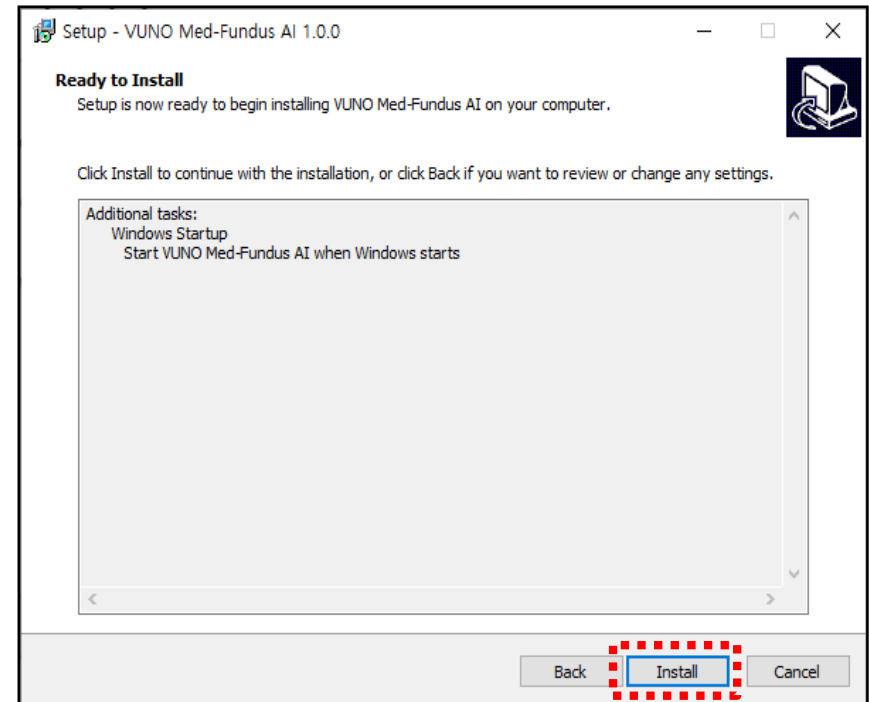 Setup - VUNO Med-Fundus AI 1.0.0
Ready to Install
Setup is now ready to begin installing VUNO Med-Fundus AI on your computer.
Click Install to continue with the installation, or click Back if you want to review or change any settings.
Additional tasks:
Windows Startup
Start VUNO Med-Fundus AI when Windows starts
Back Install Cancel